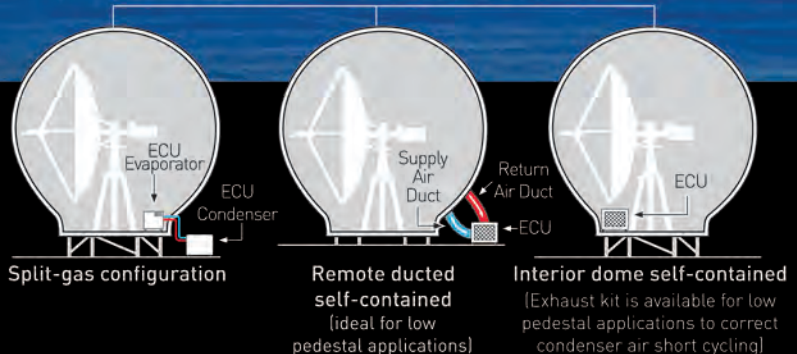 ECU
Evaporator
ECU
Condenser
Split-gas configuration
Supply
Air
Duct
Return
Air Duct
ECU
Remote ducted
self-contained
(ideal for low
pedestal applications)
ECU
Interior dome self-contained
(Exhaust kit is available for low
pedestal applications to correct
condenser air short cycling)